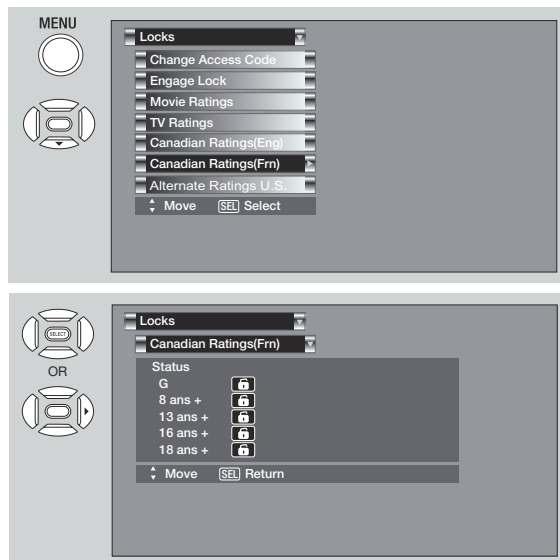 MENU
Locks
Change Access Code
Engage Lock
Movie Ratings
TV Ratings
Canadian Ratings(Eng)
Canadian Ratings(Frn)
Alternate Ratings U.S.
Move SEL Select
SELECT
OR
Locks
Canadian Ratings(Frn)
Status
G
8 ans +
13 ans +
16 ans +
18 ans +
Move SEL Return